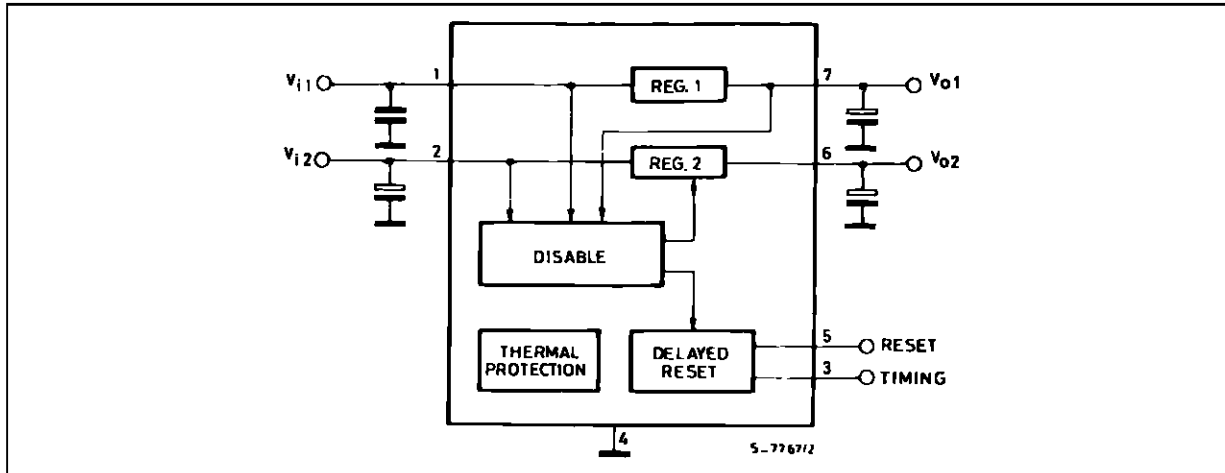 Vi1
1
REG. 1
7
Vo1
Vi2
2
REG. 2
6
Vo2
DISABLE
THERMAL
PROTECTION
DELAYED
RESET
5
RESET
3
TIMING
4
S-7767/2